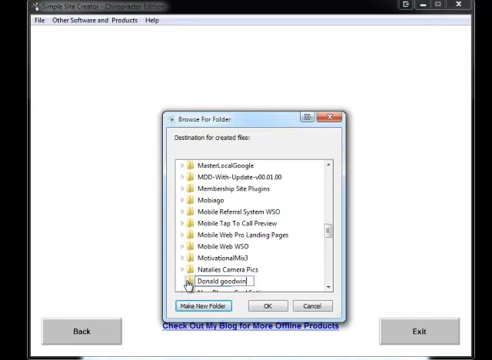 Simple Site Creator - Chiropractor Edition
File Other Software and Products Help
Browse For Folder
Destination for created files:
MasterLocalGoogle
MDD-With-Update-v00.01.00
Membership Site Plugins
Mobiago
Mobile Referral System WSO
Mobile Tap To Call Preview
Mobile Web Pro Landing Pages
Mobile Web WSO
MotivationalMix3
Natalies Camera Pics
Donald goodwin
Make New Folder OK Cancel
Back
Check Out My Blog for More Offline Products
Exit